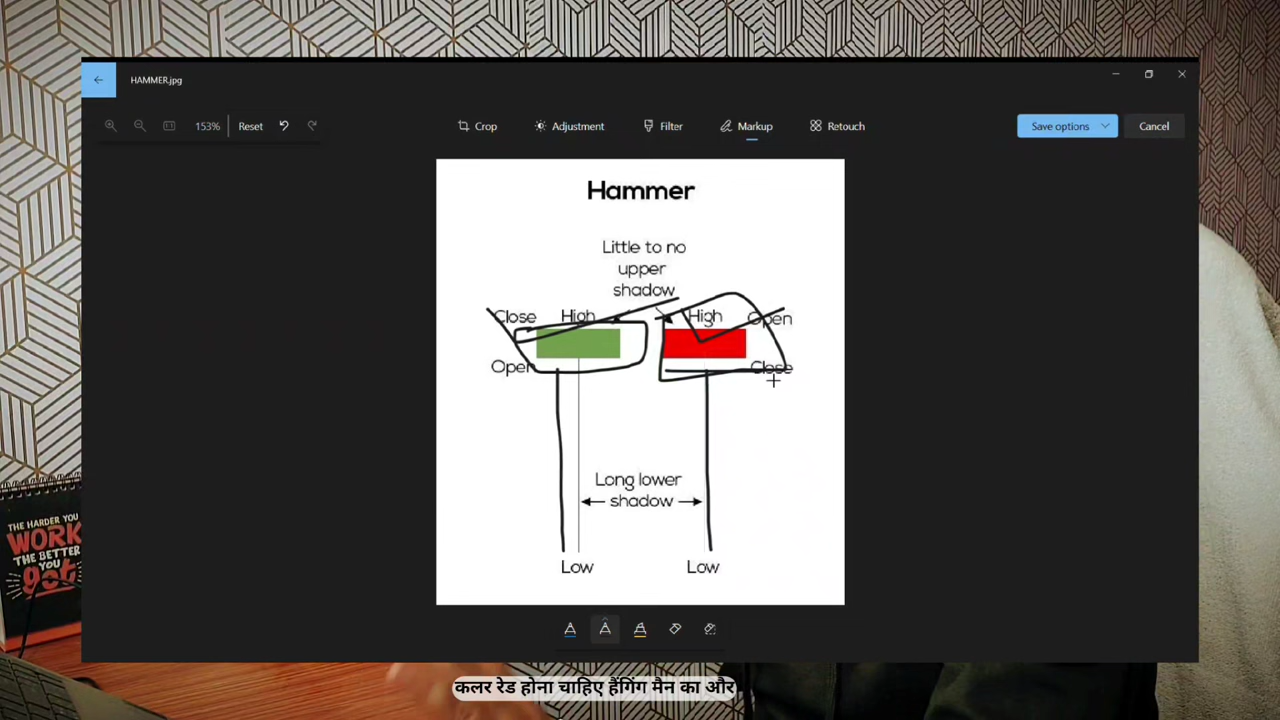 HAMMER.jpg
153% Reset
Crop Adjustment Filter Markup Retouch
Save options Cancel
Hammer
Little to no
upper
shadow
Close High High Open
Open Close
Long lower
shadow
Low Low
THE HARDER YOU
WORK
THE BETTER
YOU
got
कलर रेड होना चाहिए हैंगिंग मैन का और